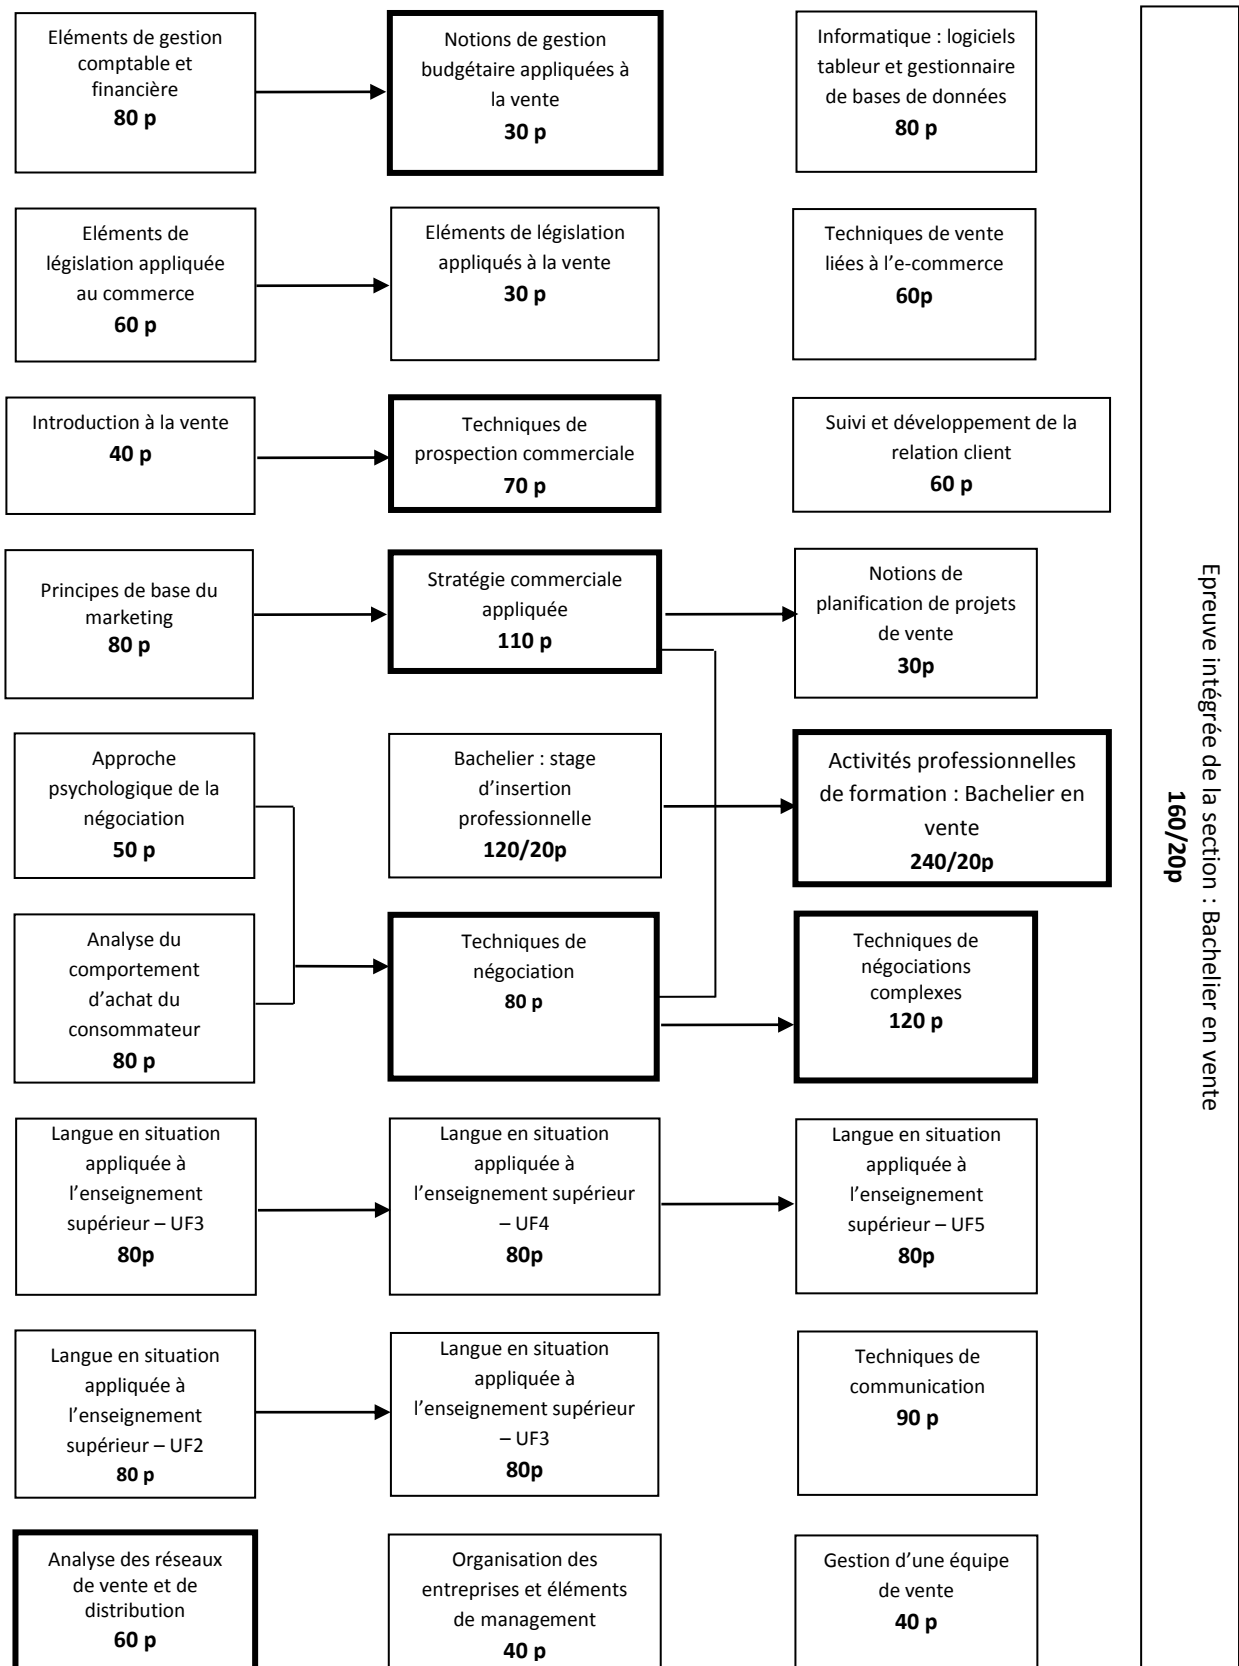 Eléments de gestion
comptable et
financière
80 p
Notions de gestion
budgétaire appliquées à
la vente
30 p
Informatique : logiciels
tableur et gestionnaire
de bases de données
80 p
Eléments de
législation appliquée
au commerce
60 p
Eléments de législation
appliqués à la vente
30 p
Techniques de vente
liées à l’e-commerce
60p
Introduction à la vente
40 p
Techniques de
prospection commerciale
70 p
Suivi et développement de la
relation client
60 p
Principes de base du
marketing
80 p
Stratégie commerciale
appliquée
110 p
Notions de
planification de projets
de vente
30p
Approche
psychologique de la
négociation
50 p
Bachelier : stage
d’insertion
professionnelle
120/20p
Activités professionnelles
de formation : Bachelier en
vente
240/20p
Analyse du
comportement
d’achat du
consommateur
80 p
Techniques de
négociation
80 p
Techniques de
négociations
complexes
120 p
Langue en situation
appliquée à
l’enseignement
supérieur – UF3
80p
Langue en situation
appliquée à
l’enseignement supérieur
– UF4
80p
Langue en situation
appliquée à
l’enseignement
supérieur – UF5
80p
Langue en situation
appliquée à
l’enseignement
supérieur – UF2
80 p
Langue en situation
appliquée à
l’enseignement supérieur
– UF3
80p
Techniques de
communication
90 p
Analyse des réseaux
de vente et de
distribution
60 p
Organisation des
entreprises et éléments
de management
40 p
Gestion d’une équipe
de vente
40 p
Epreuve intégrée de la section : Bachelier en vente
160/20p